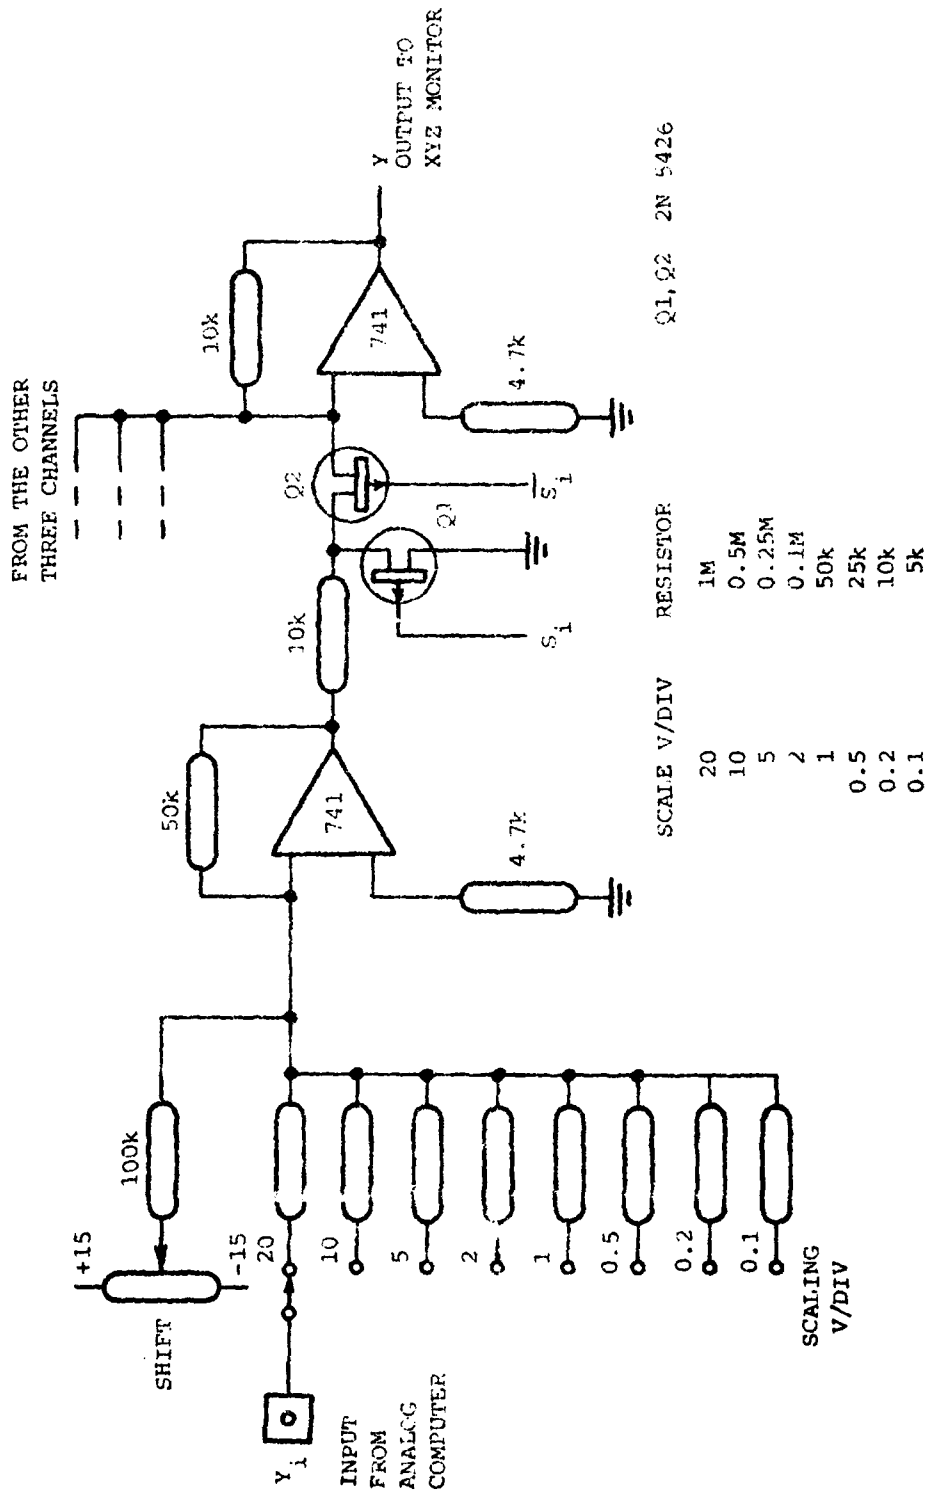 FROM THE OTHER
THREE CHANNELS
+15
SHIFT
-15
100k
50k
741
4.7k
10k
Q1
Q2
S̅i
Si
10k
741
4.7k
Y
OUTPUT TO
XYZ MONITOR
Yi
INPUT
FROM
ANALOG
COMPUTER
20
10
5
2
1
0.5
0.2
0.1
SCALING
V/DIV
Q1,Q2 2N 5426
SCALE V/DIV RESISTOR
20 1M
10 0.5M
5 0.25M
2 0.1M
1 50k
0.5 25k
0.2 10k
0.1 5k